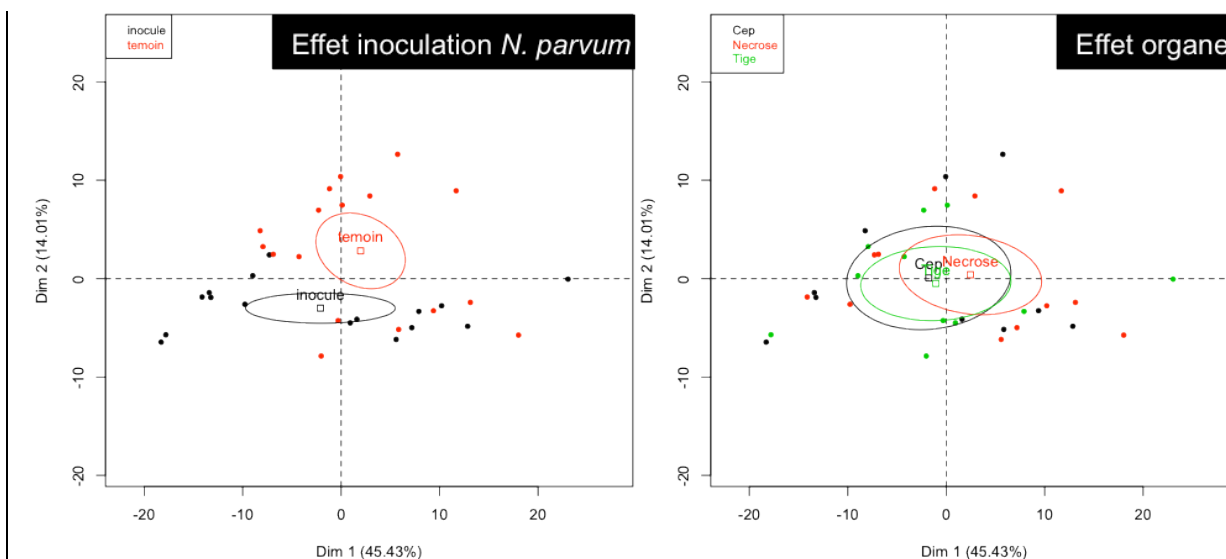 inocule
temoin
Effet inoculation N. parvum
temoin
inocule
20
10
0
-10
-20
Dim 2 (14.01%)
-20
-10
0
10
20
Dim 1 (45.43%)
Cep
Necrose
Tige
Effet organe
Cep
Necrose
Tige
20
10
0
-10
-20
Dim 2 (14.01%)
-20
-10
0
10
20
Dim 1 (45.43%)